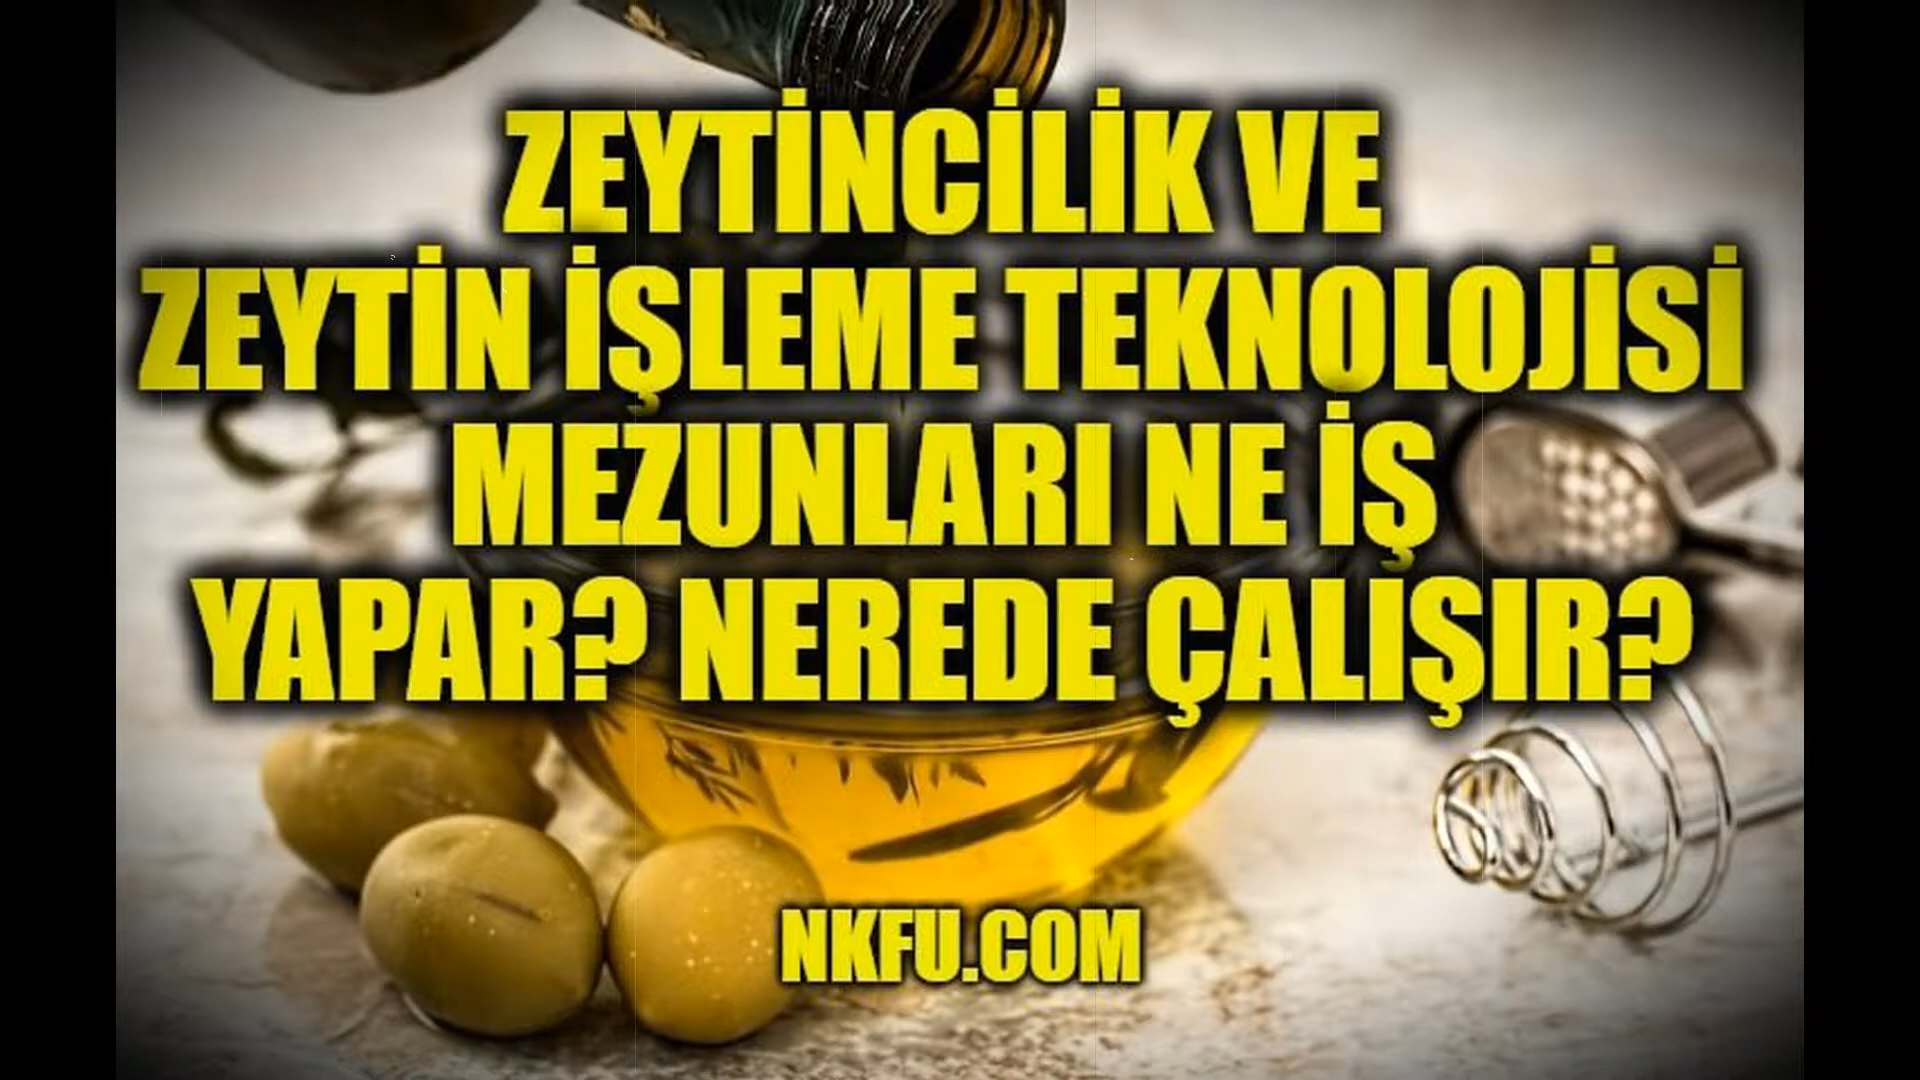 ZEYTİNCİLİK VE
ZEYTİN İŞLEME TEKNOLOJİSİ
MEZUNLARI NE İŞ
YAPAR? NEREDE ÇALIŞIR?
NKFU.COM